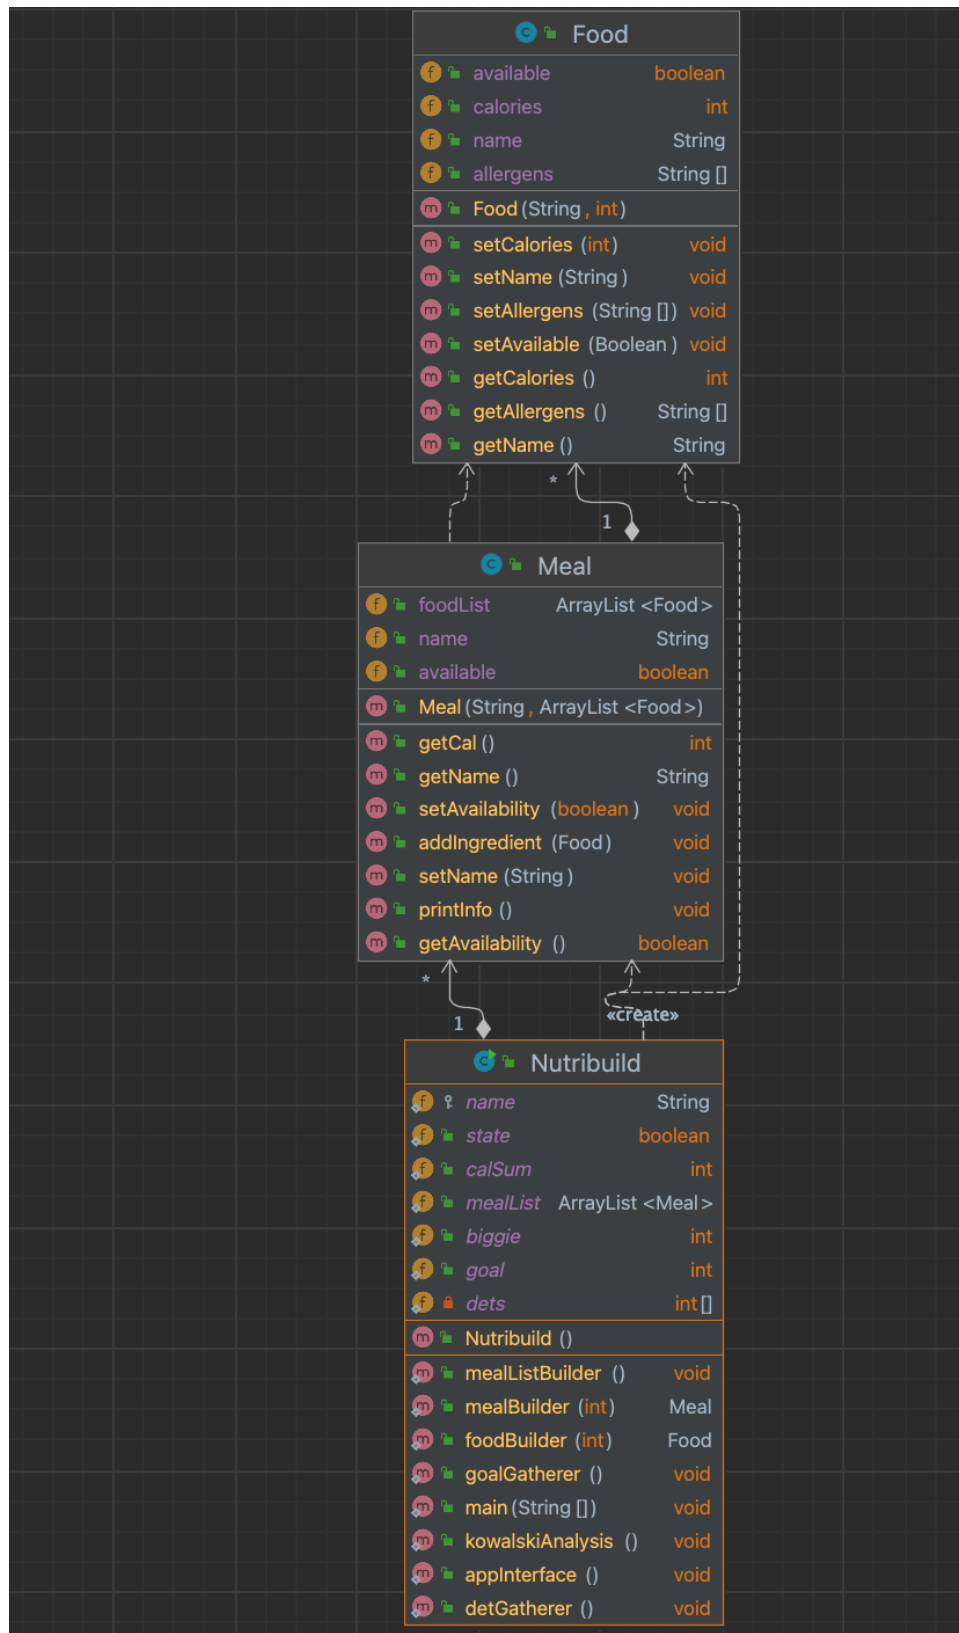 Food
available boolean
calories int
name String
allergens String []
Food (String , int )
setCalories (int ) void
setName (String ) void
setAllergens (String []) void
setAvailable (Boolean ) void
getCalories () int
getAllergens () String []
getName () String
*
1
Meal
foodList ArrayList <Food>
name String
available boolean
Meal (String , ArrayList <Food>)
getCal () int
getName () String
setAvailability (boolean ) void
addIngredient (Food ) void
setName (String ) void
printInfo () void
getAvailability () boolean
*
«create»
1
Nutribuild
name String
state boolean
calSum int
mealList ArrayList <Meal >
biggie int
goal int
dets int []
Nutribuild ()
mealListBuilder () void
mealBuilder (int ) Meal
foodBuilder (int ) Food
goalGatherer () void
main (String []) void
kowalskiAnalysis () void
appInterface () void
detGatherer () void